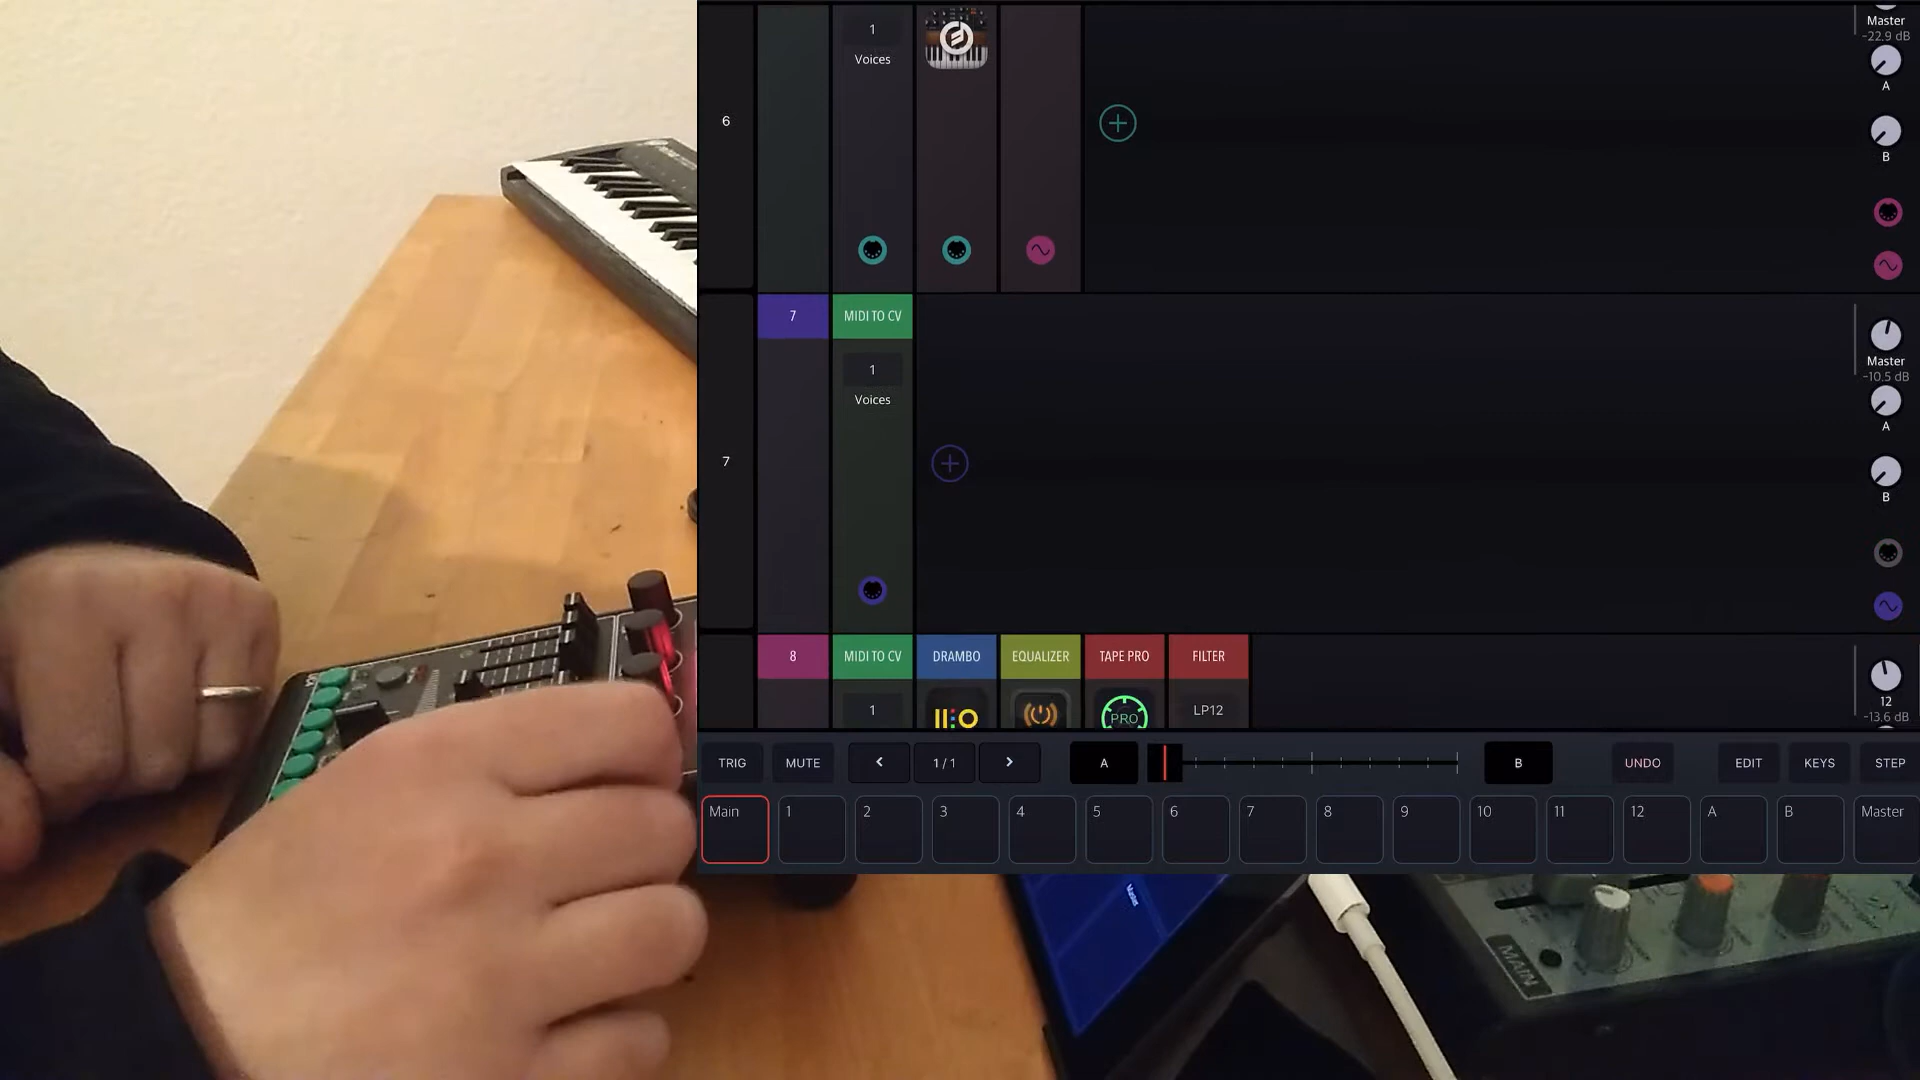 1
Voices
6
Master
-22.9 dB
A
B
7
MIDI TO CV
1
Voices
7
Master
-10.5 dB
A
B
8
MIDI TO CV
DRAMBO
EQUALIZER
TAPE PRO
FILTER
1
PRO
LP12
12
-13.6 dB
TRIG
MUTE
<
1 / 1
>
A
B
UNDO
EDIT
KEYS
STEP
Main
1
2
3
4
5
6
7
8
9
10
11
12
A
B
Master
MAIN